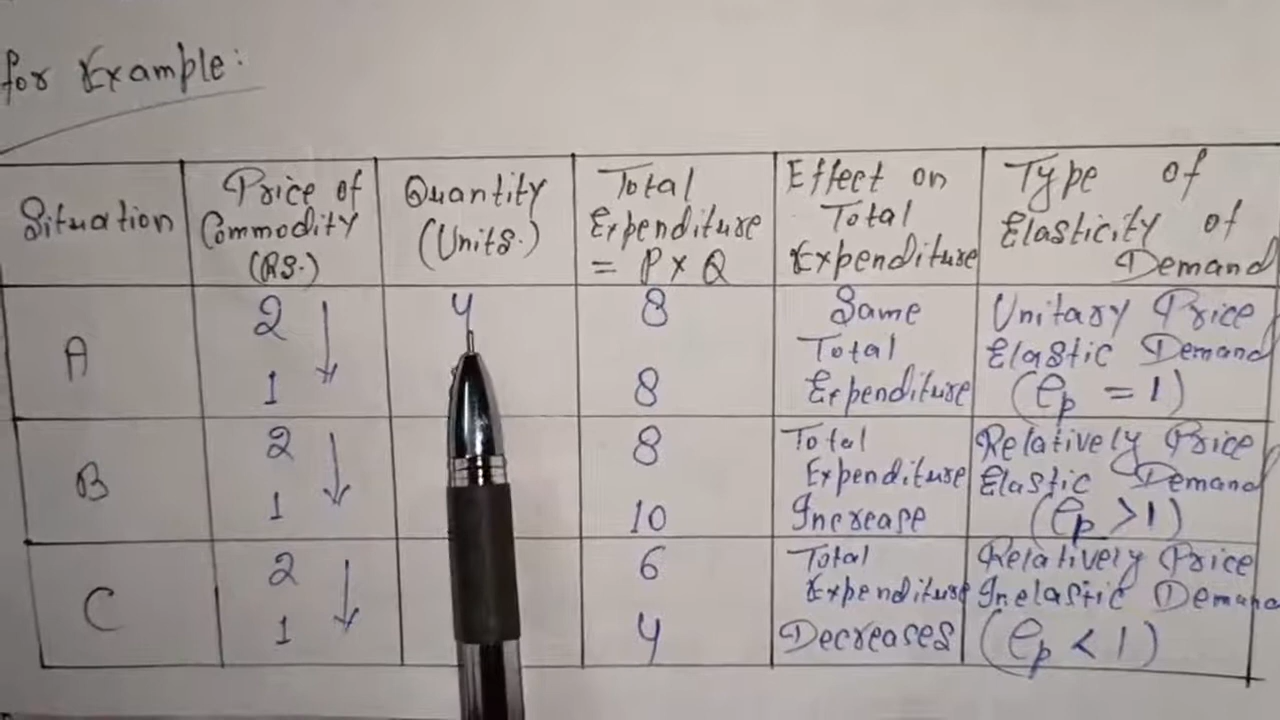 for Example:
Situation
Price of
Commodity
(RS.)
Quantity
(Units.)
Total
Expenditure
= P x Q
Effect on
Total
Expenditure
Type of
Elasticity of
Demand
A
2
1
4
8
8
Same
Total
Expenditure
Unitary Price
Elastic Demand
(ep = 1)
B
2
1
8
10
Total
Expenditure
Increase
Relatively Price
Elastic Demand
(ep >1)
C
2
1
6
4
Total
Expenditure
Decreases
Relatively Price
Inelastic Demand
(ep < 1)